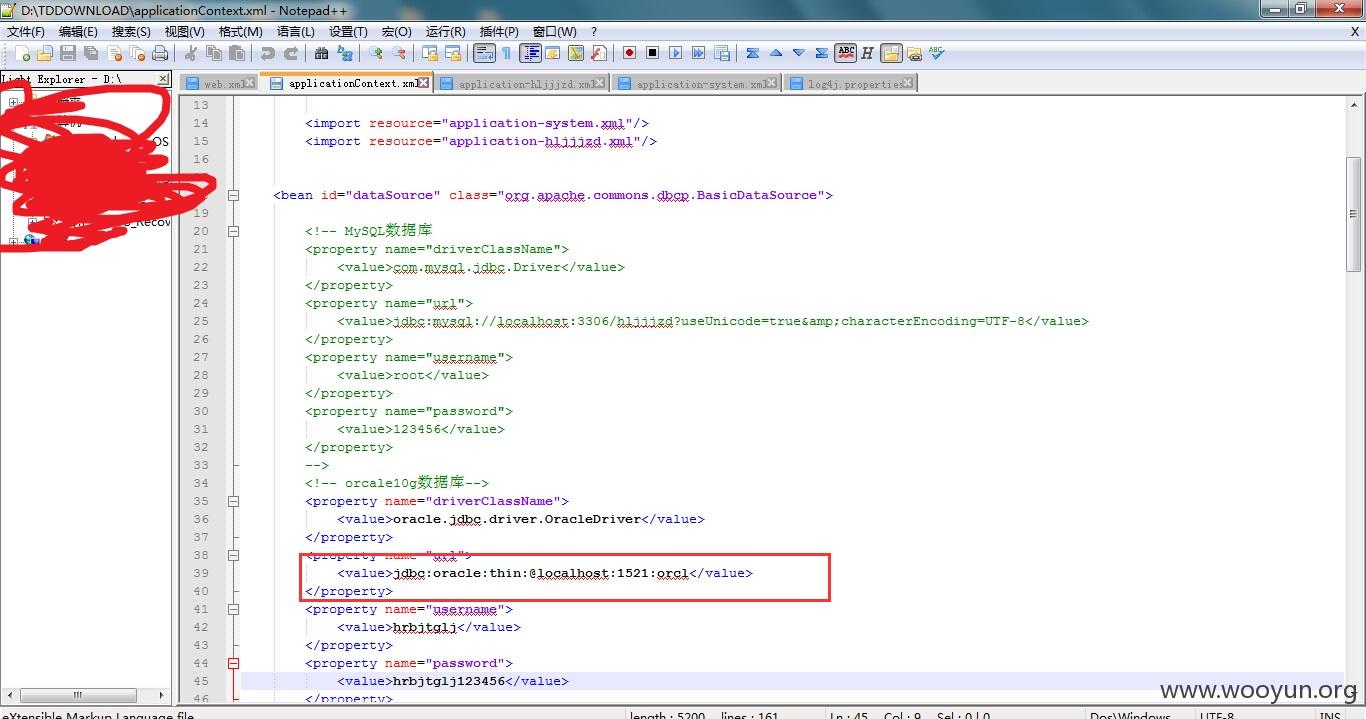 D:\TDDOWNLOAD\applicationContext.xml - Notepad++
文件(F) 编辑(E) 搜索(S) 视图(V) 格式(M) 语言(L) 设置(T) 宏(O) 运行(R) 插件(P) 窗口(W) ? X
Light Explorer - D:\
web.xml applicationContext.xml application-hljjjzd.xml application-system.xml log4j.properties
OS
_Recov
13
14 <import resource="application-system.xml"/>
15 <import resource="application-hljjjzd.xml"/>
16
17
18 <bean id="dataSource" class="org.apache.commons.dbcp.BasicDataSource">
19
20 <!-- MySQL数据库
21 <property name="driverClassName">
22 <value>com.mysql.jdbc.Driver</value>
23 </property>
24 <property name="url">
25 <value>jdbc:mysql://localhost:3306/hljjjzd?useUnicode=true&amp;characterEncoding=UTF-8</value>
26 </property>
27 <property name="username">
28 <value>root</value>
29 </property>
30 <property name="password">
31 <value>123456</value>
32 </property>
33 -->
34 <!-- orcale10g数据库-->
35 <property name="driverClassName">
36 <value>oracle.jdbc.driver.OracleDriver</value>
37 </property>
38 <property name="url">
39 <value>jdbc:oracle:thin:@localhost:1521:orcl</value>
40 </property>
41 <property name="username">
42 <value>hrbjtglj</value>
43 </property>
44 <property name="password">
45 <value>hrbjtglj123456</value>
46 </property>
www.wooyun.org
eXtensible Markup Language file length : 5200 lines : 161 Ln : 45 Col : 9 Sel : 0 | 0 Dos\Windows UTF-8 INS